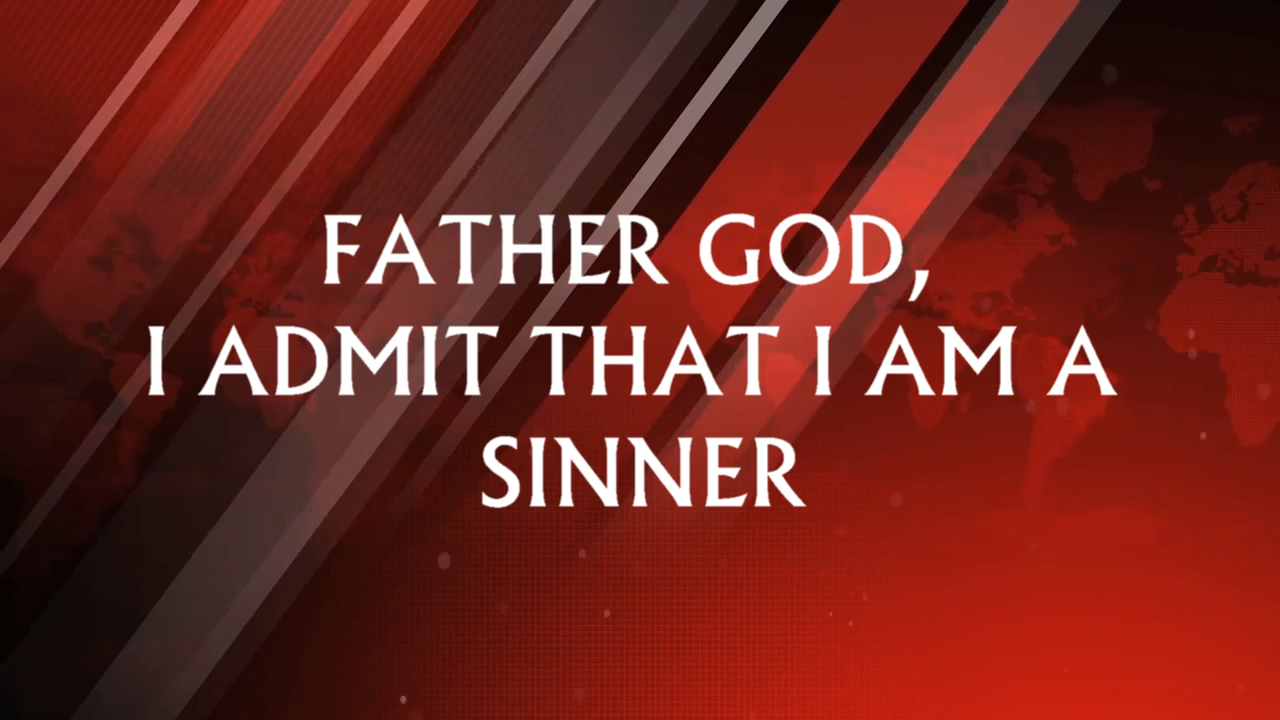 FATHER GOD,
I ADMIT THAT I AM A
SINNER